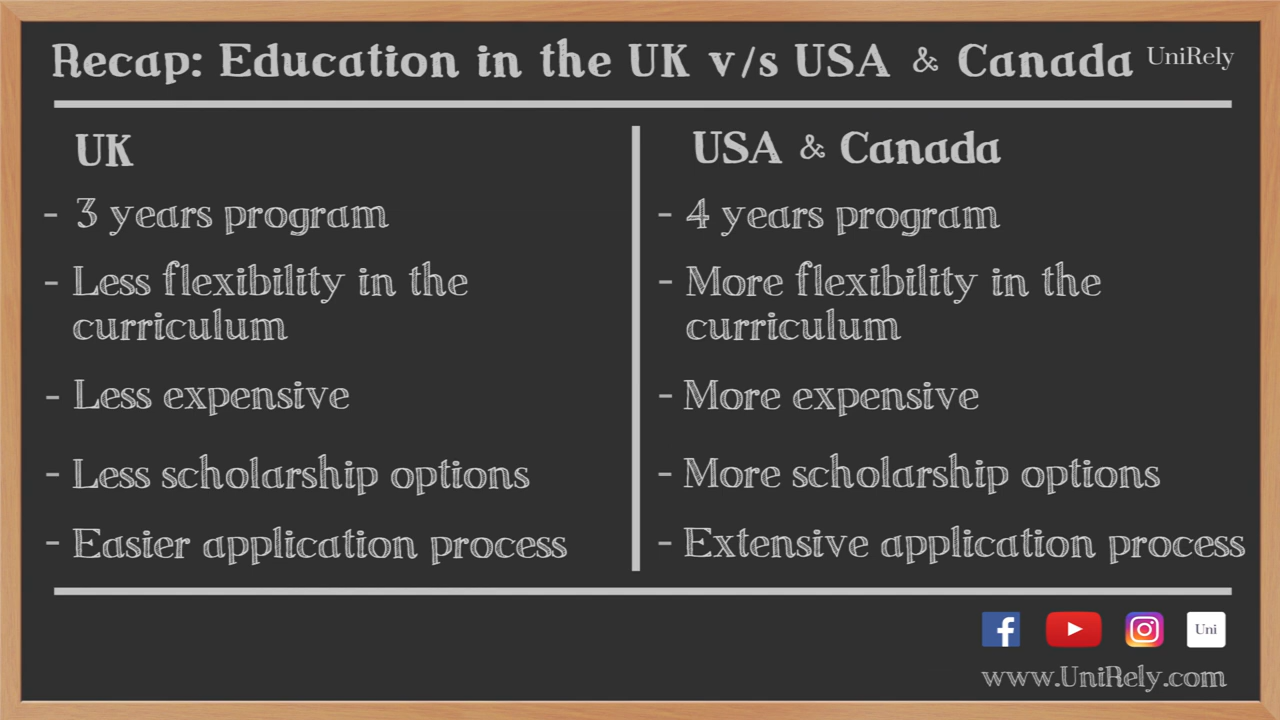 Recap: Education in the UK v/s USA & Canada
UniRely
UK
- 3 years program
- Less flexibility in the
curriculum
- Less expensive
- Less scholarship options
- Easier application process
USA & Canada
- 4 years program
- More flexibility in the
curriculum
- More expensive
- More scholarship options
- Extensive application process
f
Uni
www.UniRely.com